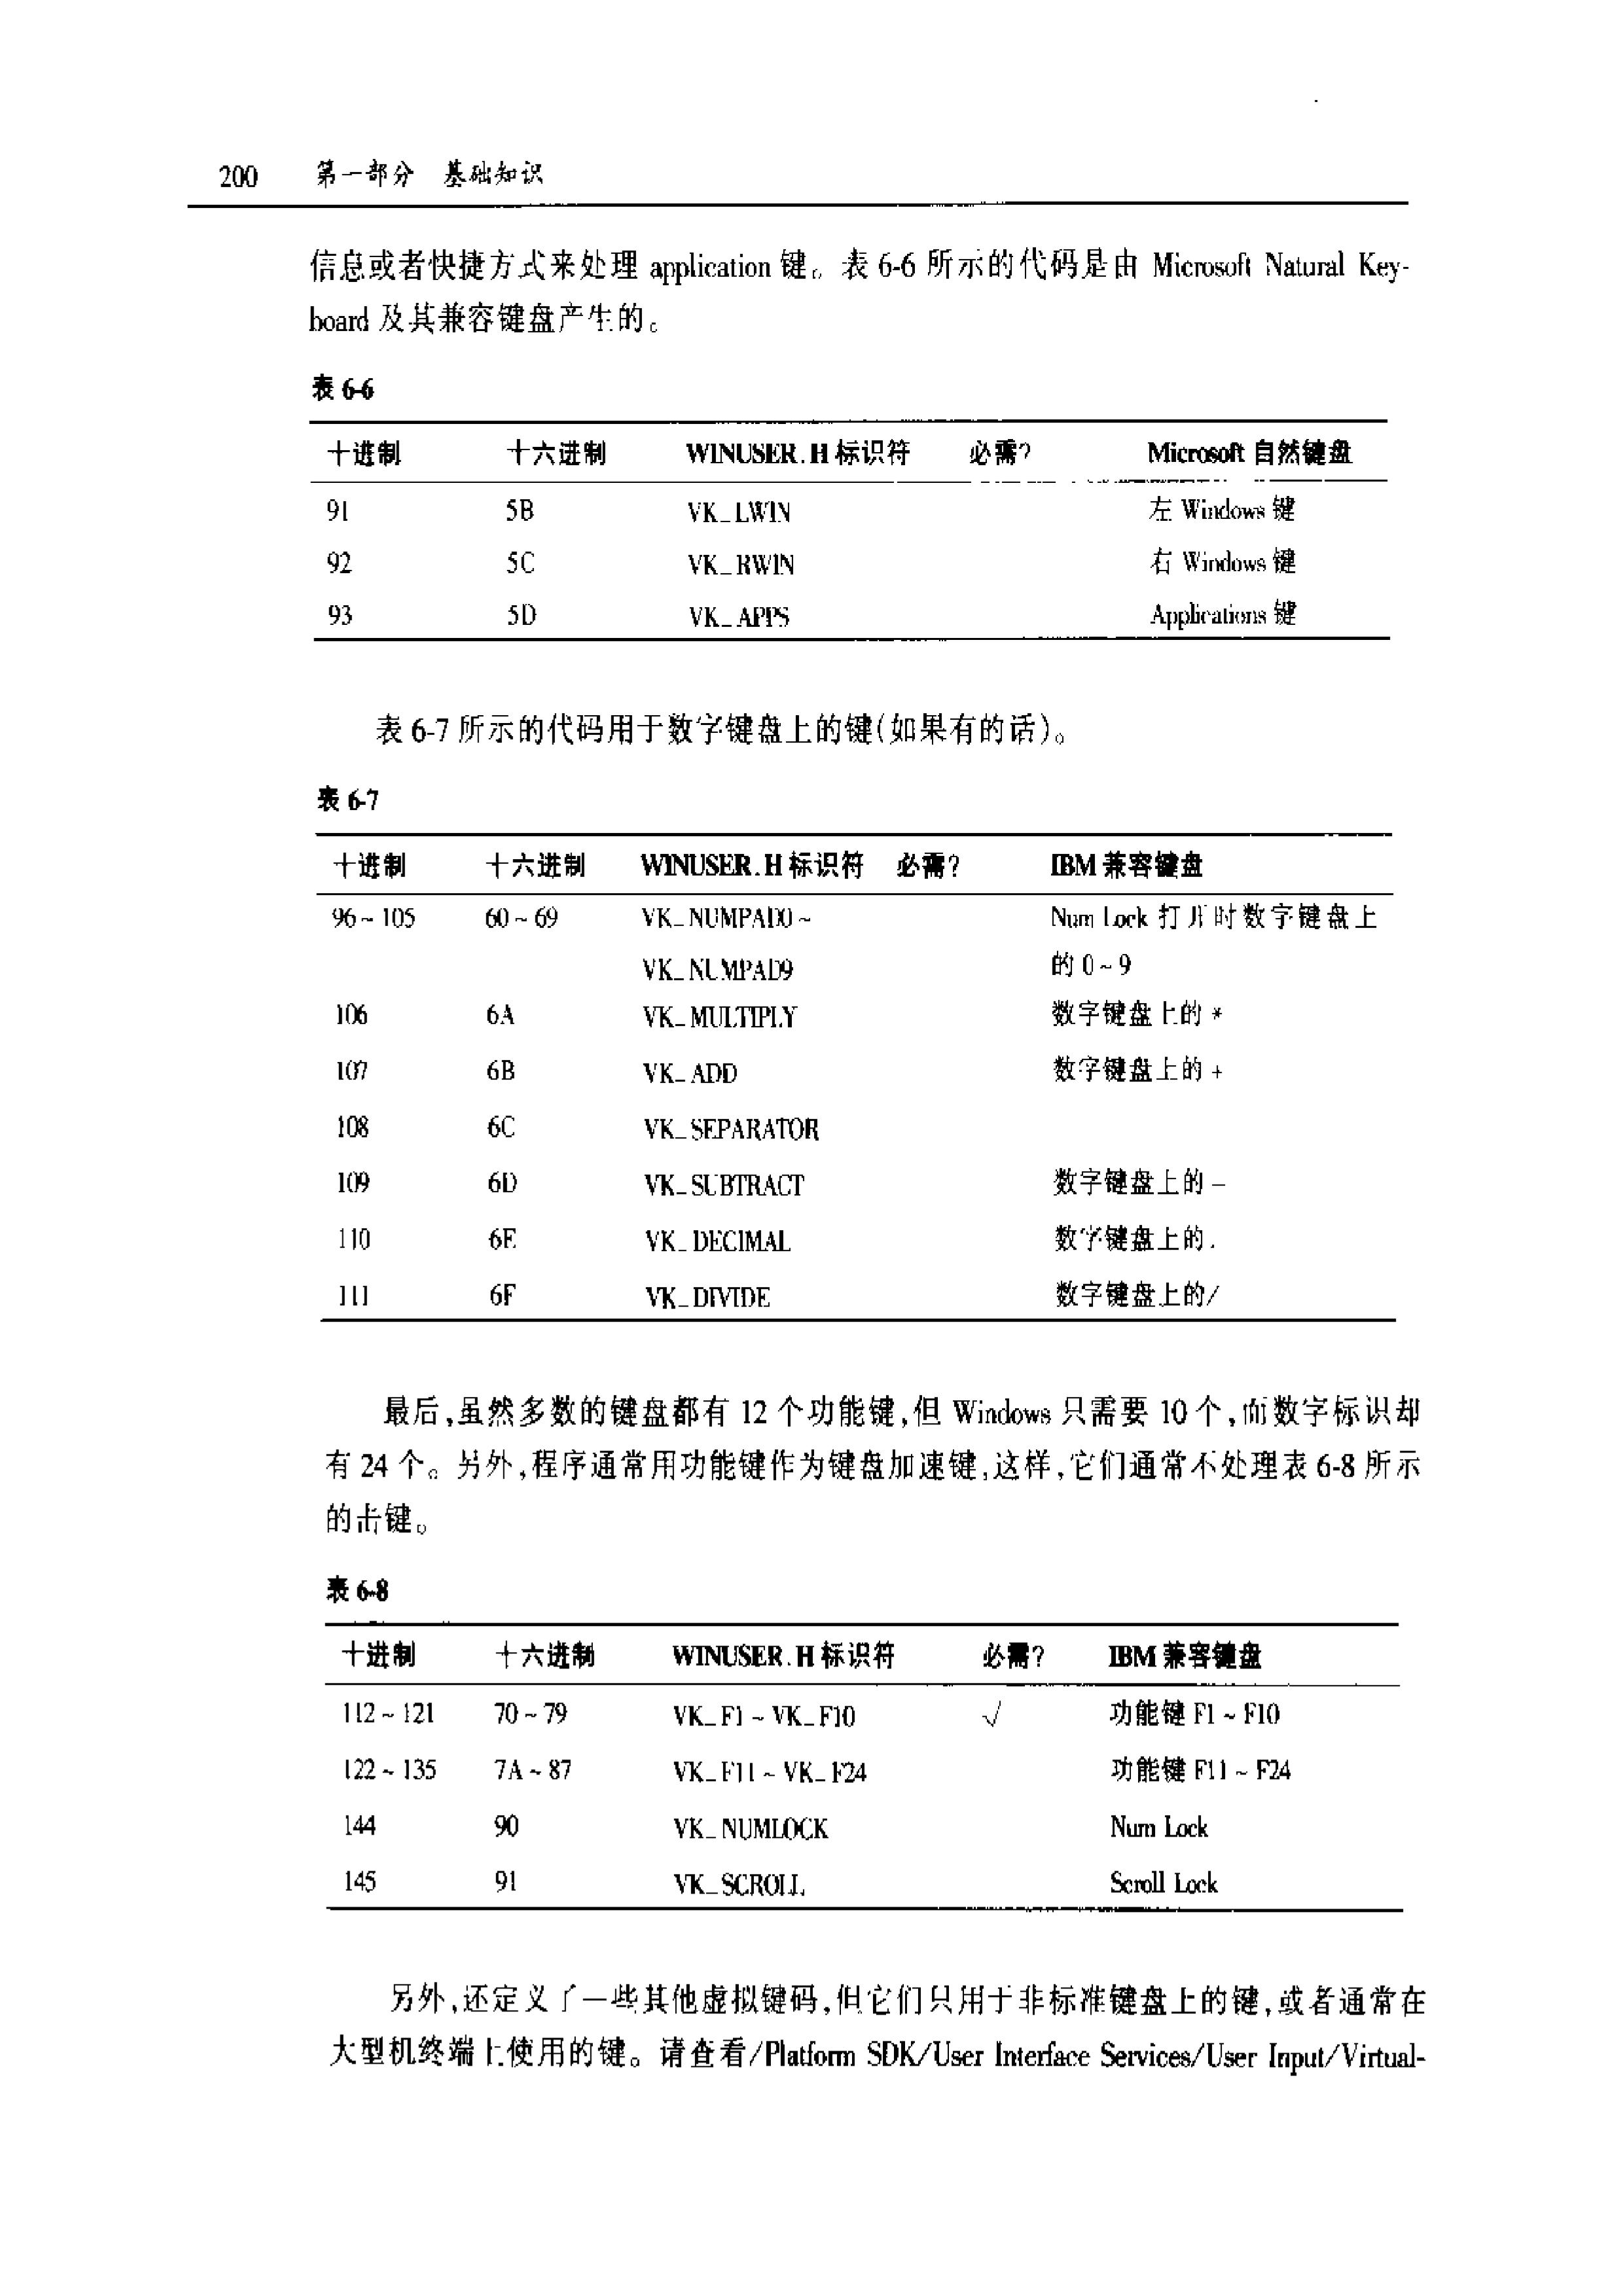 200 第一部分 基础知识
信息或者快捷方式来处理 application 键。表 6-6 所示的代码是由 Microsoft Natural Key-
board 及其兼容键盘产生的。
表 6-6
十进制 十六进制 WINUSER.H 标识符 必需? Microsoft 自然键盘
91 5B VK_LWIN 左 Windows 键
92 5C VK_RWIN 右 Windows 键
93 5D VK_APPS Applications 键
表 6-7 所示的代码用于数字键盘上的键(如果有的话)。
表 6-7
十进制 十六进制 WINUSER.H 标识符 必需? IBM 兼容键盘
96~105 60~69 VK_NUMPAD0~ Num Lock 打开时数字键盘上
VK_NUMPAD9 的 0~9
106 6A VK_MULTIPLY 数字键盘上的 *
107 6B VK_ADD 数字键盘上的 +
108 6C VK_SEPARATOR
109 6D VK_SUBTRACT 数字键盘上的 -
110 6E VK_DECIMAL 数字键盘上的 .
111 6F VK_DIVIDE 数字键盘上的/
最后,虽然多数的键盘都有 12 个功能键,但 Windows 只需要 10 个,而数字标识却
有 24 个。另外,程序通常用功能键作为键盘加速键,这样,它们通常不处理表 6-8 所示
的击键。
表 6-8
十进制 十六进制 WINUSER.H 标识符 必需? IBM 兼容键盘
112~121 70~79 VK_F1~VK_F10 √ 功能键 F1~F10
122~135 7A~87 VK_F11~VK_F24 功能键 F11~F24
144 90 VK_NUMLOCK Num Lock
145 91 VK_SCROLL Scroll Lock
另外,还定义了一些其他虚拟键码,但它们只用于非标准键盘上的键,或者通常在
大型机终端上使用的键。请查看/Platform SDK/User Interface Services/User Input/Virtual-